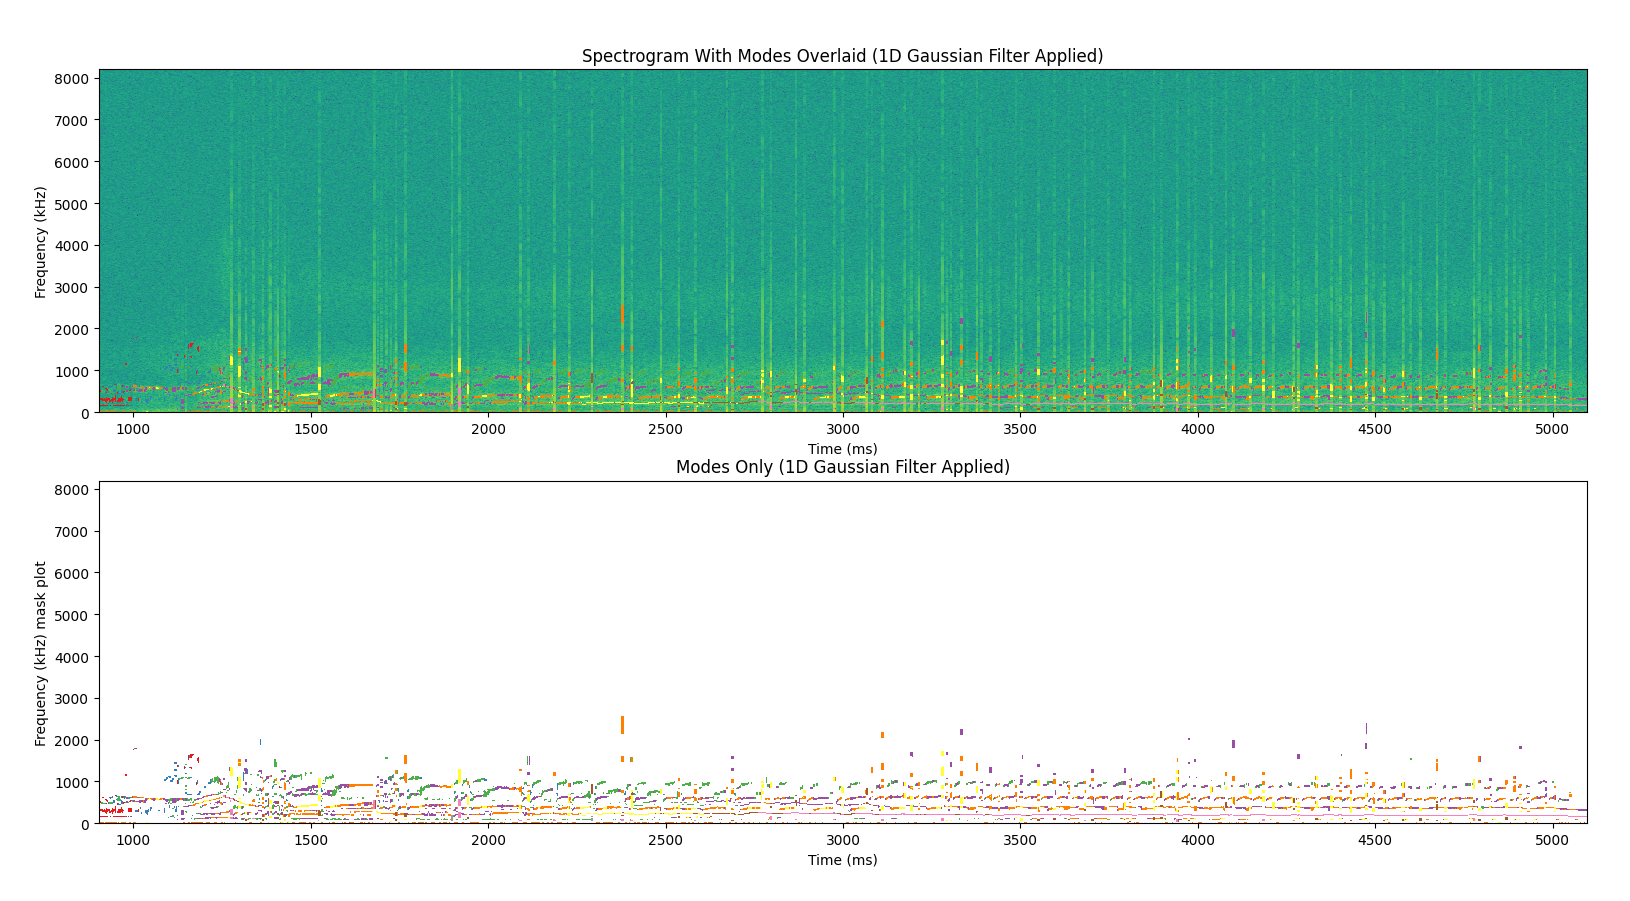 Spectrogram With Modes Overlaid (1D Gaussian Filter Applied)
8000
7000
6000
5000
4000
3000
2000
1000
0
Frequency (kHz)
1000 1500 2000 2500 3000 3500 4000 4500 5000
Time (ms)
Modes Only (1D Gaussian Filter Applied)
8000
7000
6000
5000
4000
3000
2000
1000
0
Frequency (kHz) mask plot
1000 1500 2000 2500 3000 3500 4000 4500 5000
Time (ms)